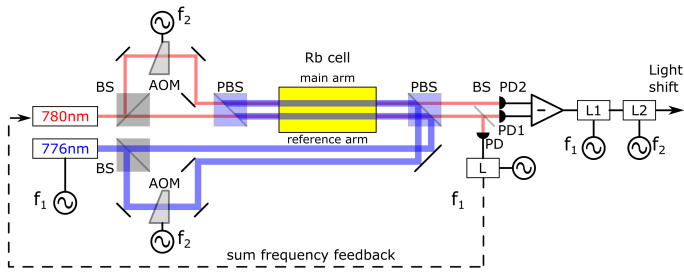 f₂
Rb cell
main arm
BS
AOM
PBS
PBS
BS
PD2
Light
shift
780nm
−
L1
L2
PD1
776nm
reference arm
PD
f₁
f₂
BS
AOM
L
f₁
f₁
f₂
sum frequency feedback